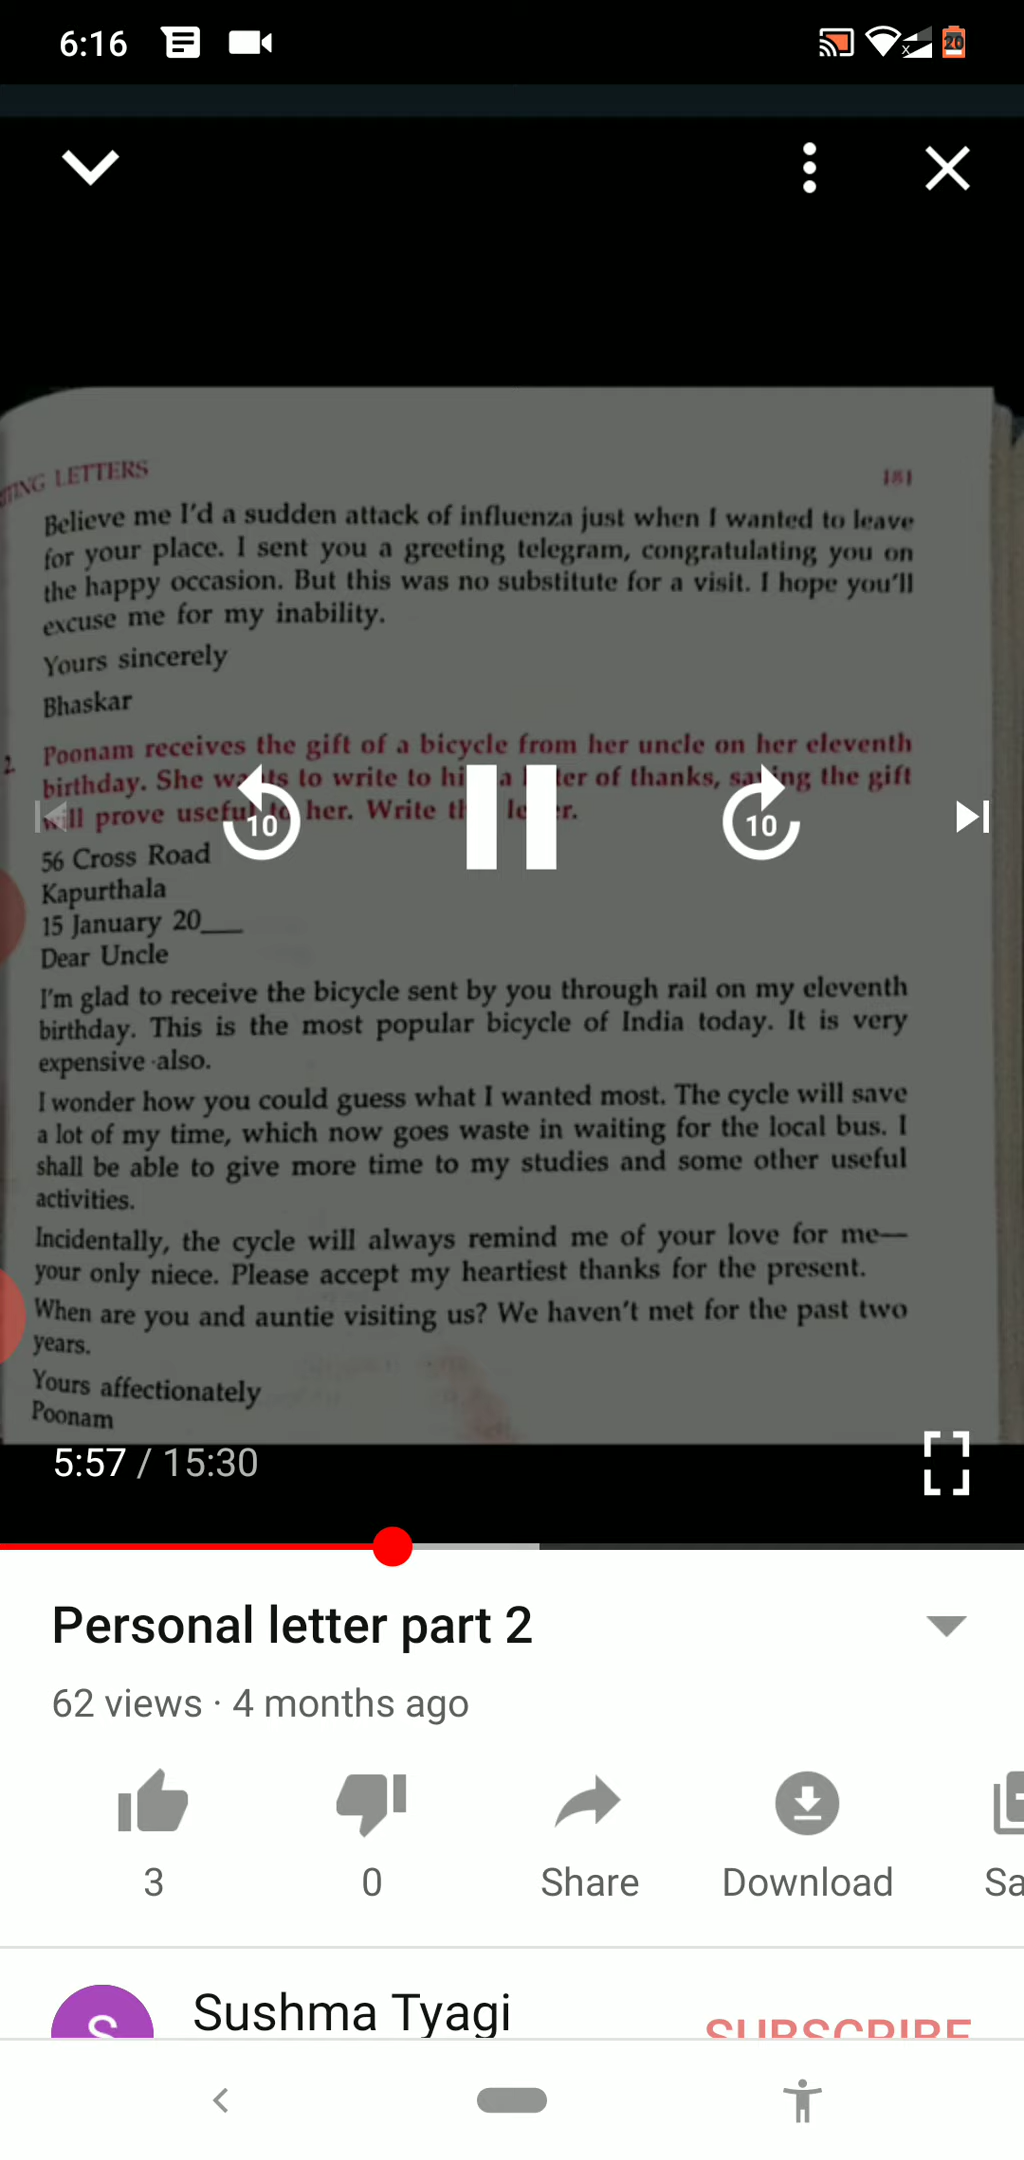 6:16
20
TING LETTERS
181
Believe me I'd a sudden attack of influenza just when I wanted to leave
for your place. I sent you a greeting telegram, congratulating you on
the happy occasion. But this was no substitute for a visit. I hope you'll
excuse me for my inability.
Yours sincerely
Bhaskar
2. Poonam receives the gift of a bicycle from her uncle on her eleventh
birthday. She wants to write to hi a ter of thanks, saying the gift
will prove useful to her. Write th le r.
10
10
56 Cross Road
Kapurthala
15 January 20___
Dear Uncle
I'm glad to receive the bicycle sent by you through rail on my eleventh
birthday. This is the most popular bicycle of India today. It is very
expensive also.
I wonder how you could guess what I wanted most. The cycle will save
a lot of my time, which now goes waste in waiting for the local bus. I
shall be able to give more time to my studies and some other useful
activities.
Incidentally, the cycle will always remind me of your love for me—
your only niece. Please accept my heartiest thanks for the present.
When are you and auntie visiting us? We haven't met for the past two
years.
Yours affectionately
Poonam
5:57 / 15:30
Personal letter part 2
62 views · 4 months ago
3
0
Share
Download
Sa
S
Sushma Tyagi
SUBSCRIBE